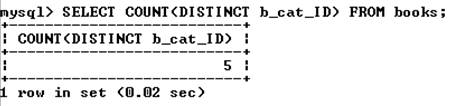 mysql> SELECT COUNT(DISTINCT b_cat_ID) FROM books;
+--------------------------+
| COUNT(DISTINCT b_cat_ID) |
+--------------------------+
|                        5 |
+--------------------------+
1 row in set (0.02 sec)